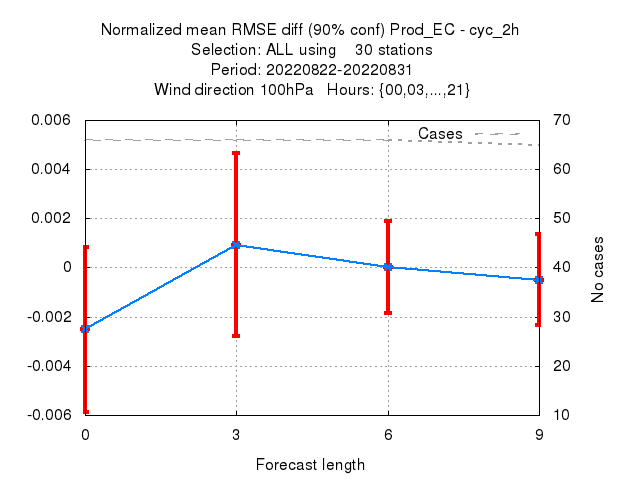 Normalized mean RMSE diff (90% conf) Prod_EC - cyc_2h
Selection: ALL using    30 stations
Period: 20220822-20220831
Wind direction 100hPa   Hours: {00,03,...,21}
0.006
0.004
0.002
0
-0.002
-0.004
-0.006
Cases
70
60
50
40
30
20
10
No cases
0 3 6 9
Forecast length